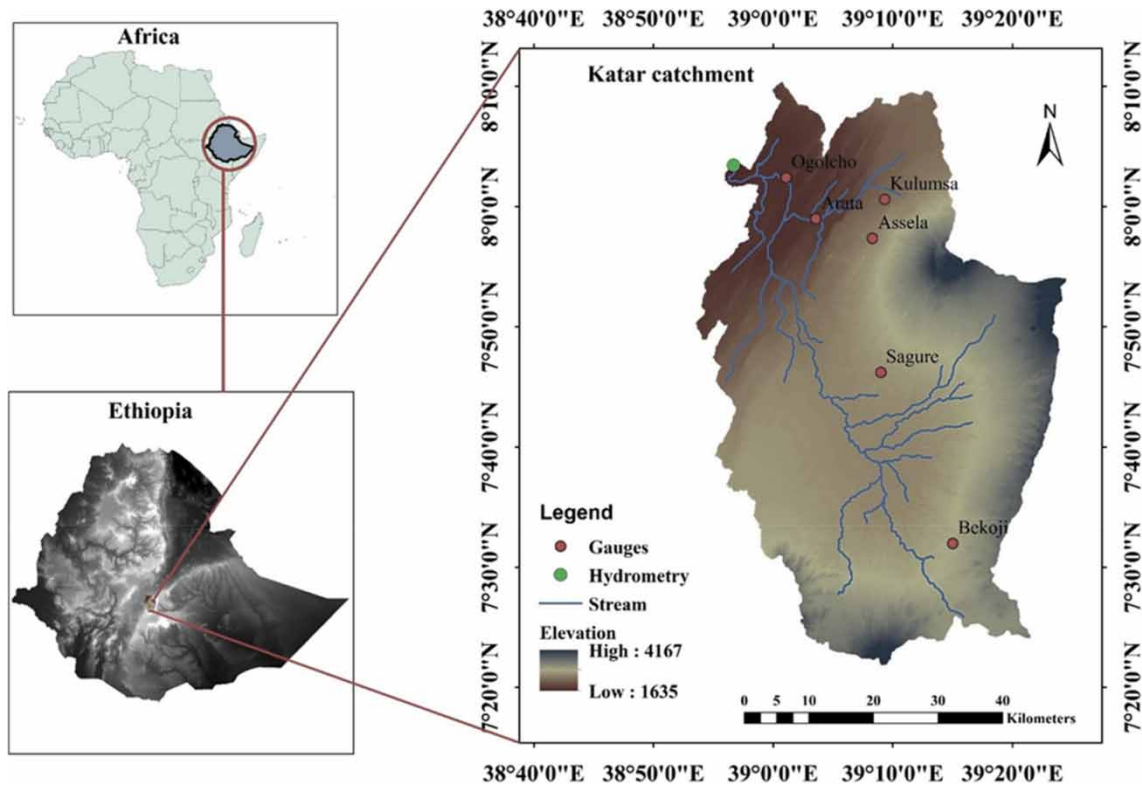 Africa
Ethiopia
38°40'0"E 38°50'0"E 39°0'0"E 39°10'0"E 39°20'0"E
Katar catchment
N
8°10'0"N 8°10'0"N
8°0'0"N 8°0'0"N
7°50'0"N 7°50'0"N
7°40'0"N 7°40'0"N
7°30'0"N 7°30'0"N
7°20'0"N 7°20'0"N
Ogolcho
Kulumsa
Arata
Assela
Sagure
Bekoji
Legend
Gauges
Hydrometry
Stream
Elevation
High : 4167
Low : 1635
0 5 10 20 30 40
Kilometers
38°40'0"E 38°50'0"E 39°0'0"E 39°10'0"E 39°20'0"E